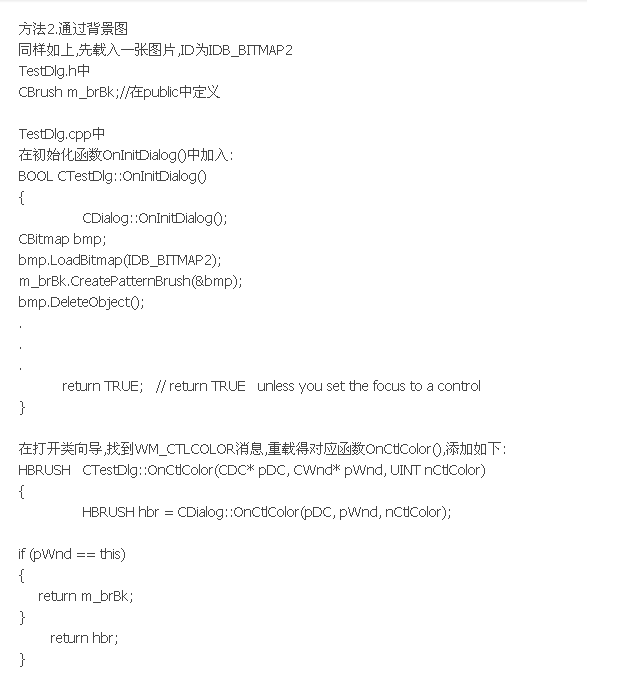 方法2.通过背景图
同样如上,先载入一张图片,ID为IDB_BITMAP2
TestDlg.h中
CBrush m_brBk;//在public中定义
TestDlg.cpp中
在初始化函数OnInitDialog()中加入:
BOOL CTestDlg::OnInitDialog()
{
CDialog::OnInitDialog();
CBitmap bmp;
bmp.LoadBitmap(IDB_BITMAP2);
m_brBk.CreatePatternBrush(&bmp);
bmp.DeleteObject();
.
.
.
return TRUE;   // return TRUE   unless you set the focus to a control
}
在打开类向导,找到WM_CTLCOLOR消息,重载得对应函数OnCtlColor(),添加如下:
HBRUSH   CTestDlg::OnCtlColor(CDC* pDC, CWnd* pWnd, UINT nCtlColor)
{
HBRUSH hbr = CDialog::OnCtlColor(pDC, pWnd, nCtlColor);
if (pWnd == this)
{
return m_brBk;
}
return hbr;
}